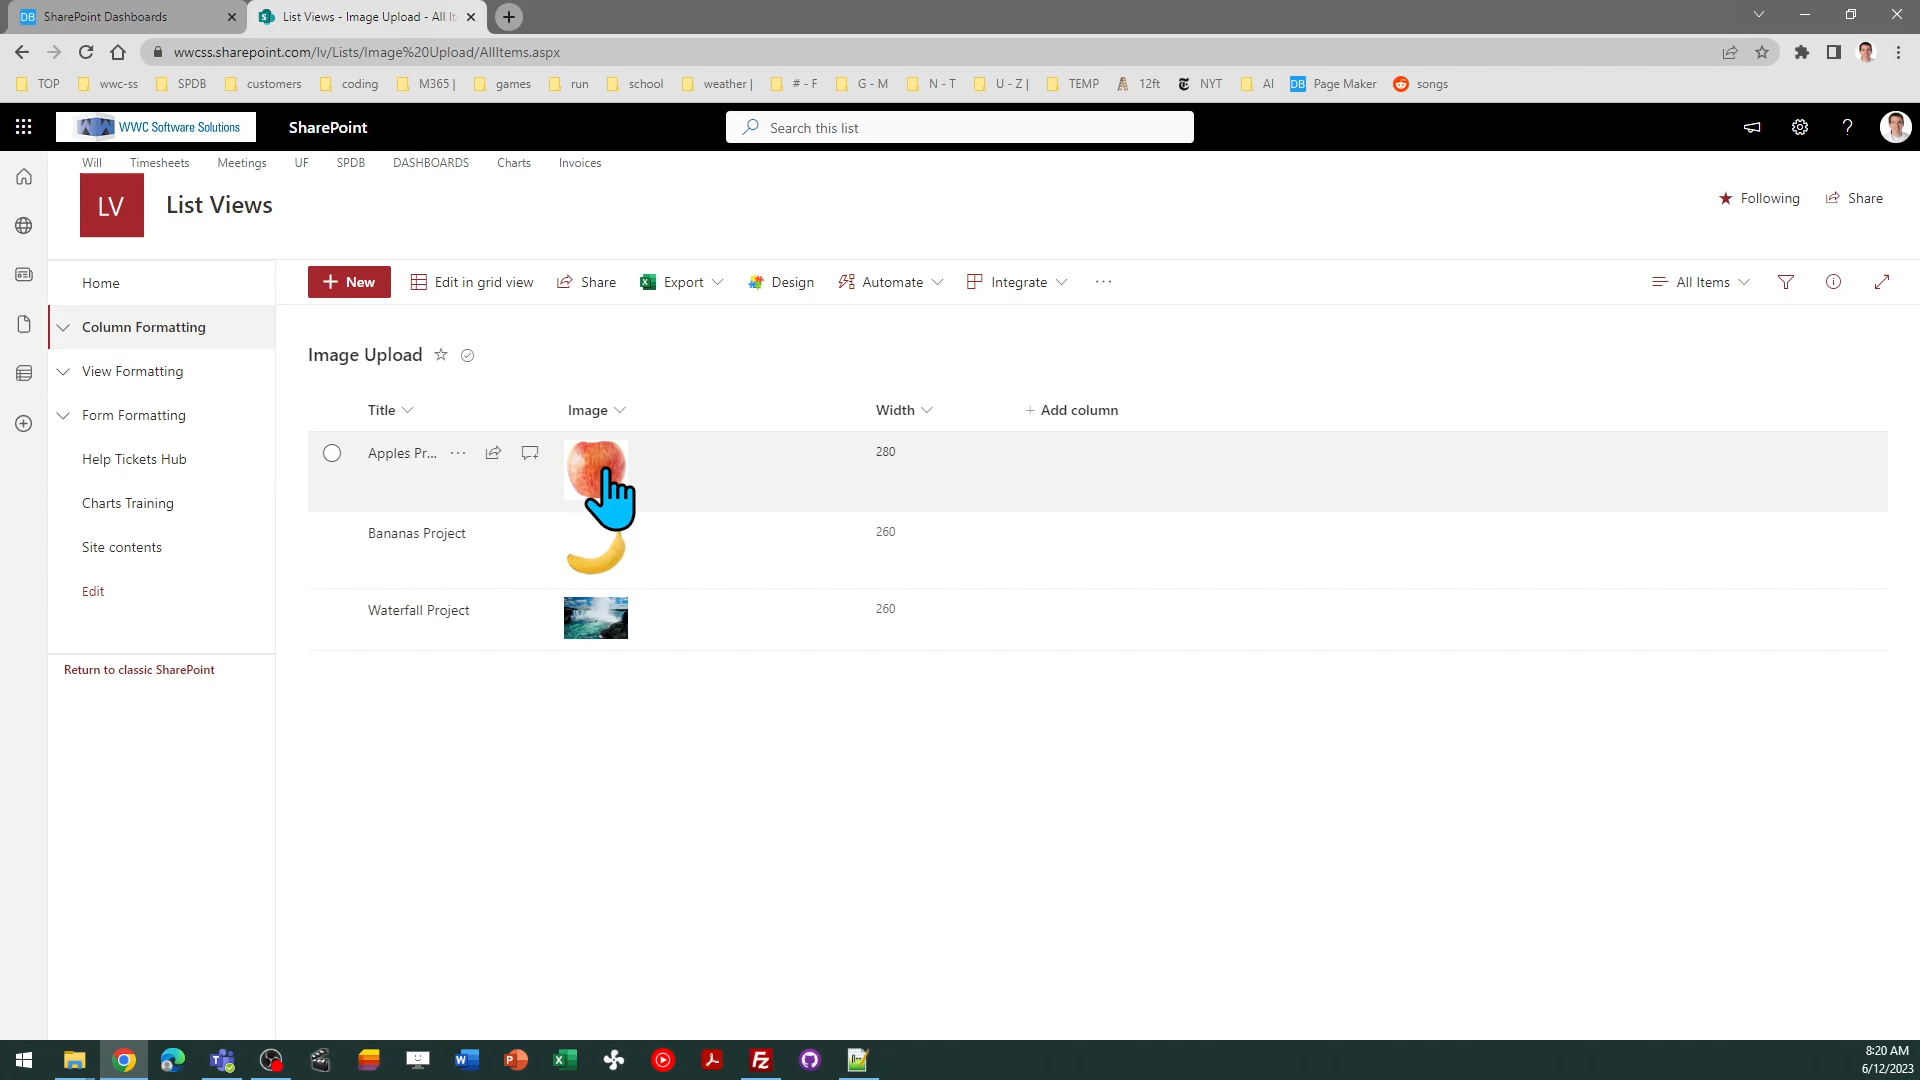 DB SharePoint Dashboards
S List Views - Image Upload - All It
wwcss.sharepoint.com/lv/Lists/Image%20Upload/AllItems.aspx
TOP wwc-ss SPDB customers coding M365 | games run school weather | # - F G - M N - T U - Z | TEMP 12ft NYT AI DB Page Maker songs
WWC Software Solutions SharePoint Search this list ?
Will Timesheets Meetings UF SPDB DASHBOARDS Charts Invoices
LV List Views Following Share
Home
Column Formatting
View Formatting
Form Formatting
Help Tickets Hub
Charts Training
Site contents
Edit
Return to classic SharePoint
+ New Edit in grid view Share Export Design Automate Integrate ··· All Items
Image Upload
Title Image Width + Add column
Apples Pr... ··· 280
Bananas Project 260
Waterfall Project 260
8:20 AM
6/12/2023